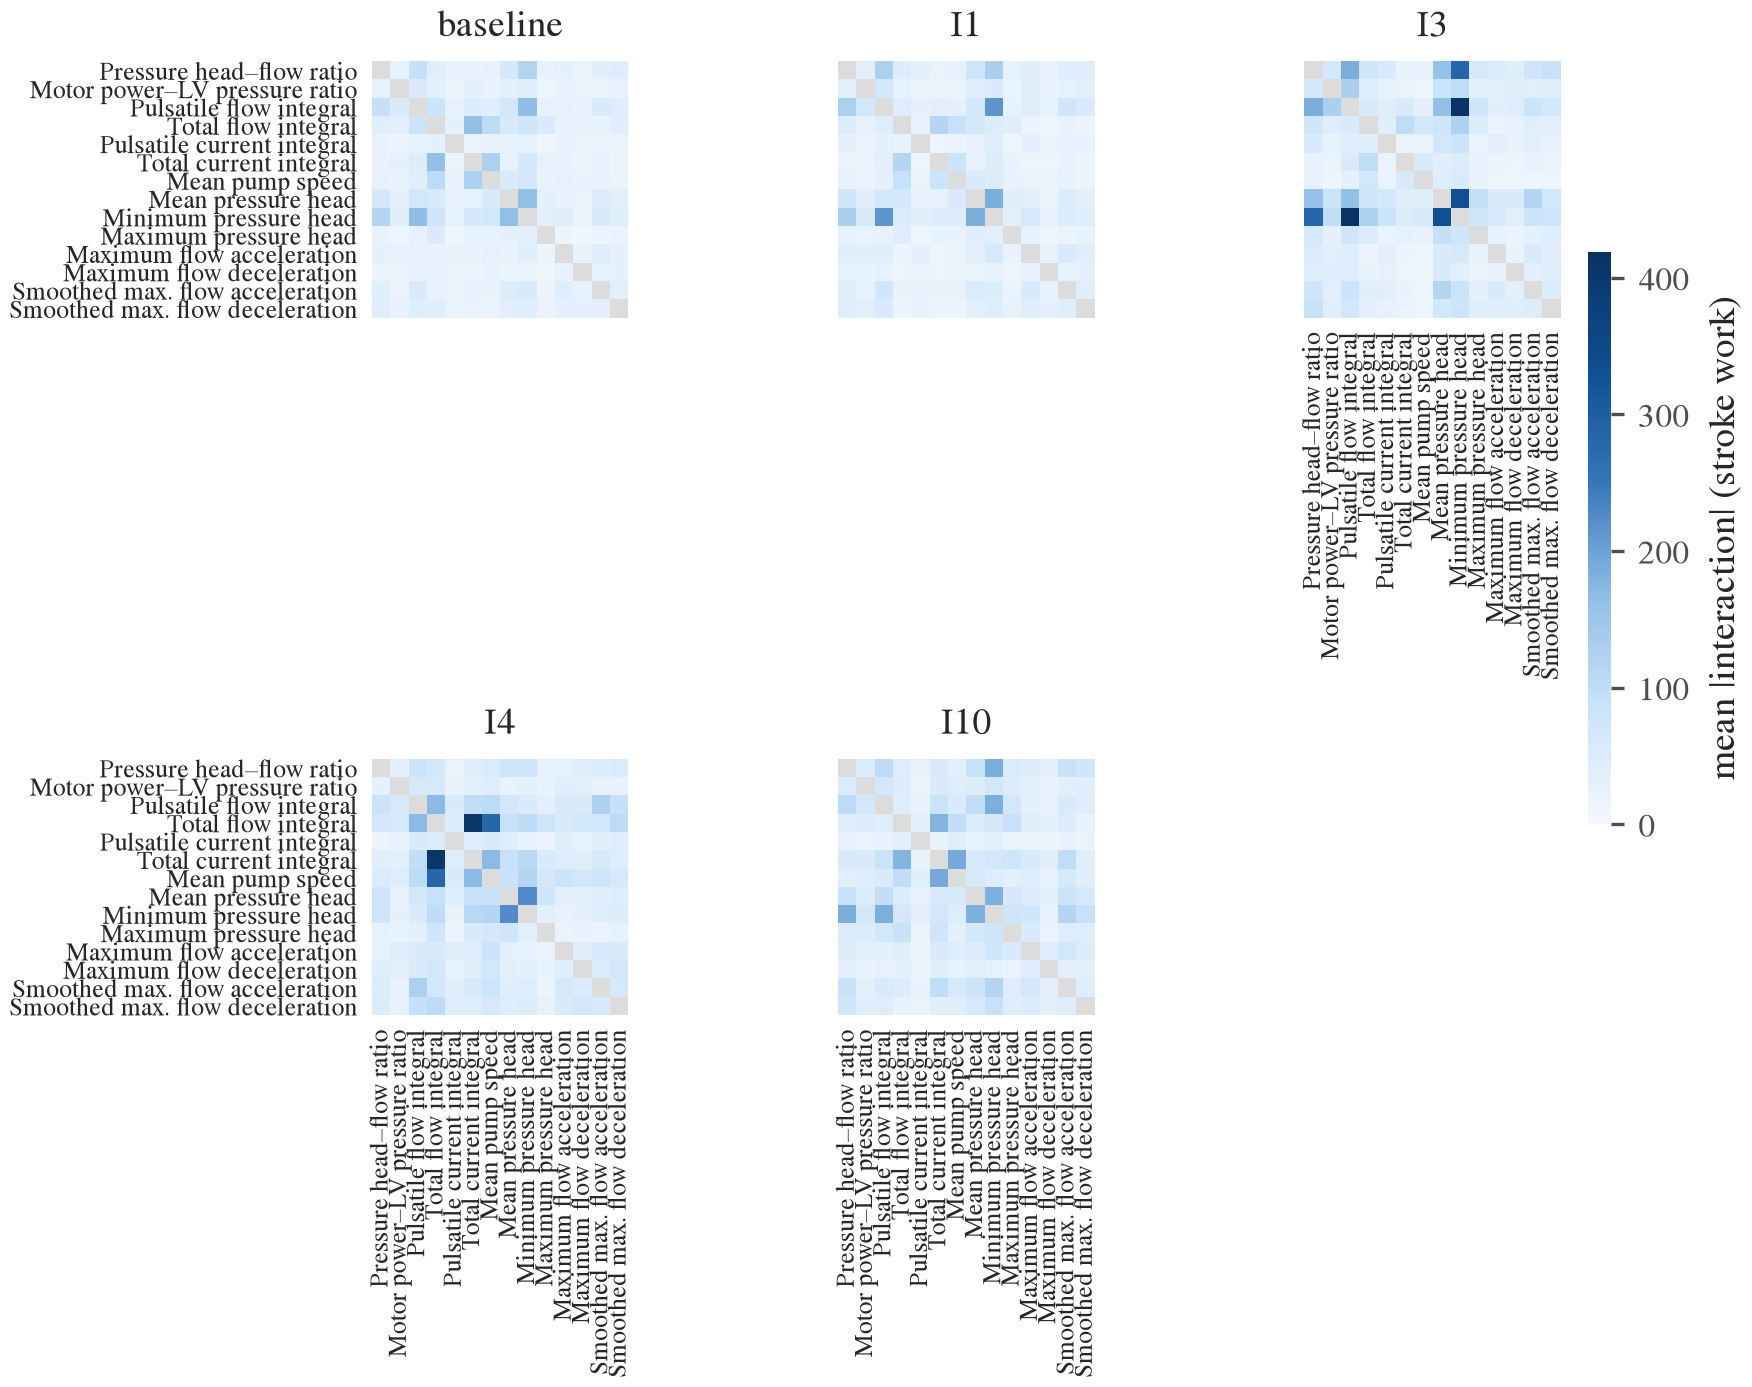 baseline
I1
I3
Pressure head–flow ratio
Motor power–LV pressure ratio
Pulsatile flow integral
Total flow integral
Pulsatile current integral
Total current integral
Mean pump speed
Mean pressure head
Minimum pressure head
Maximum pressure head
Maximum flow acceleration
Maximum flow deceleration
Smoothed max. flow acceleration
Smoothed max. flow deceleration
Pressure head–flow ratio
Motor power–LV pressure ratio
Pulsatile flow integral
Total flow integral
Pulsatile current integral
Total current integral
Mean pump speed
Mean pressure head
Minimum pressure head
Maximum pressure head
Maximum flow acceleration
Maximum flow deceleration
Smoothed max. flow acceleration
Smoothed max. flow deceleration
400
300
200
100
0
mean |interaction| (stroke work)
I4
I10
Pressure head–flow ratio
Motor power–LV pressure ratio
Pulsatile flow integral
Total flow integral
Pulsatile current integral
Total current integral
Mean pump speed
Mean pressure head
Minimum pressure head
Maximum pressure head
Maximum flow acceleration
Maximum flow deceleration
Smoothed max. flow acceleration
Smoothed max. flow deceleration
Pressure head–flow ratio
Motor power–LV pressure ratio
Pulsatile flow integral
Total flow integral
Pulsatile current integral
Total current integral
Mean pump speed
Mean pressure head
Minimum pressure head
Maximum pressure head
Maximum flow acceleration
Maximum flow deceleration
Smoothed max. flow acceleration
Smoothed max. flow deceleration
Pressure head–flow ratio
Motor power–LV pressure ratio
Pulsatile flow integral
Total flow integral
Pulsatile current integral
Total current integral
Mean pump speed
Mean pressure head
Minimum pressure head
Maximum pressure head
Maximum flow acceleration
Maximum flow deceleration
Smoothed max. flow acceleration
Smoothed max. flow deceleration